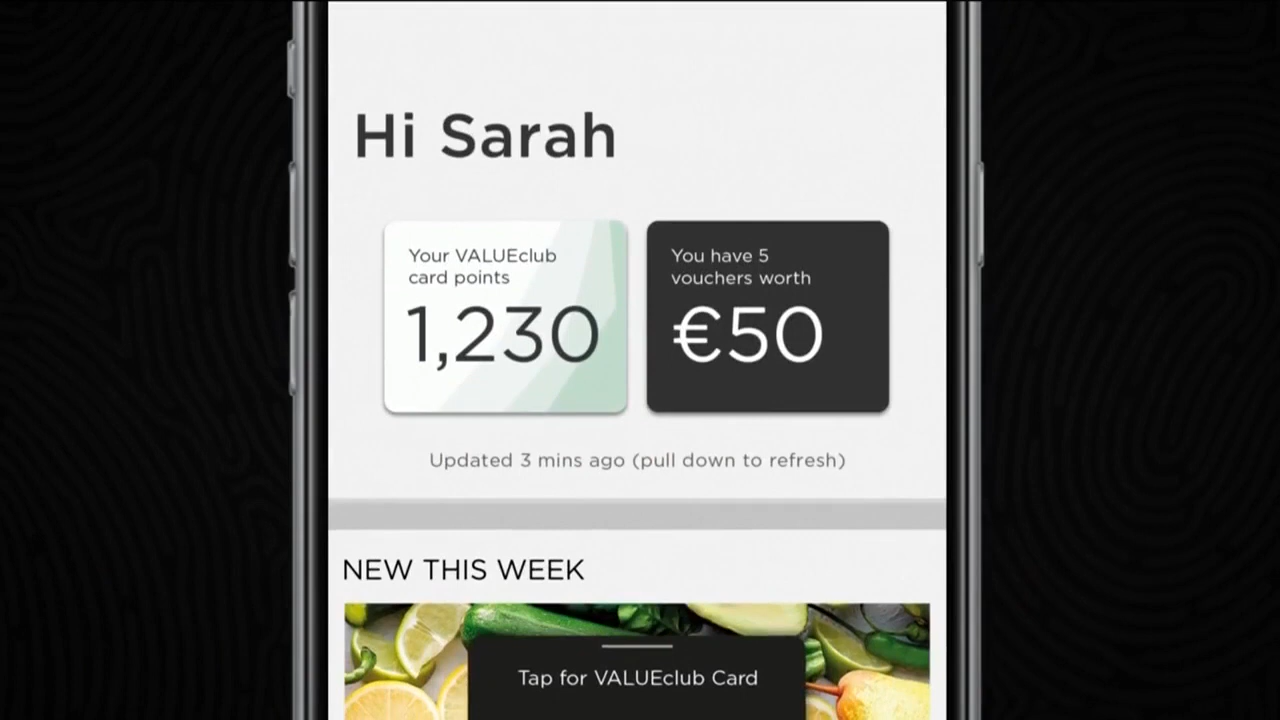 Hi Sarah
Your VALUEclub
card points
1,230
You have 5
vouchers worth
€50
Updated 3 mins ago (pull down to refresh)
NEW THIS WEEK
Tap for VALUEclub Card